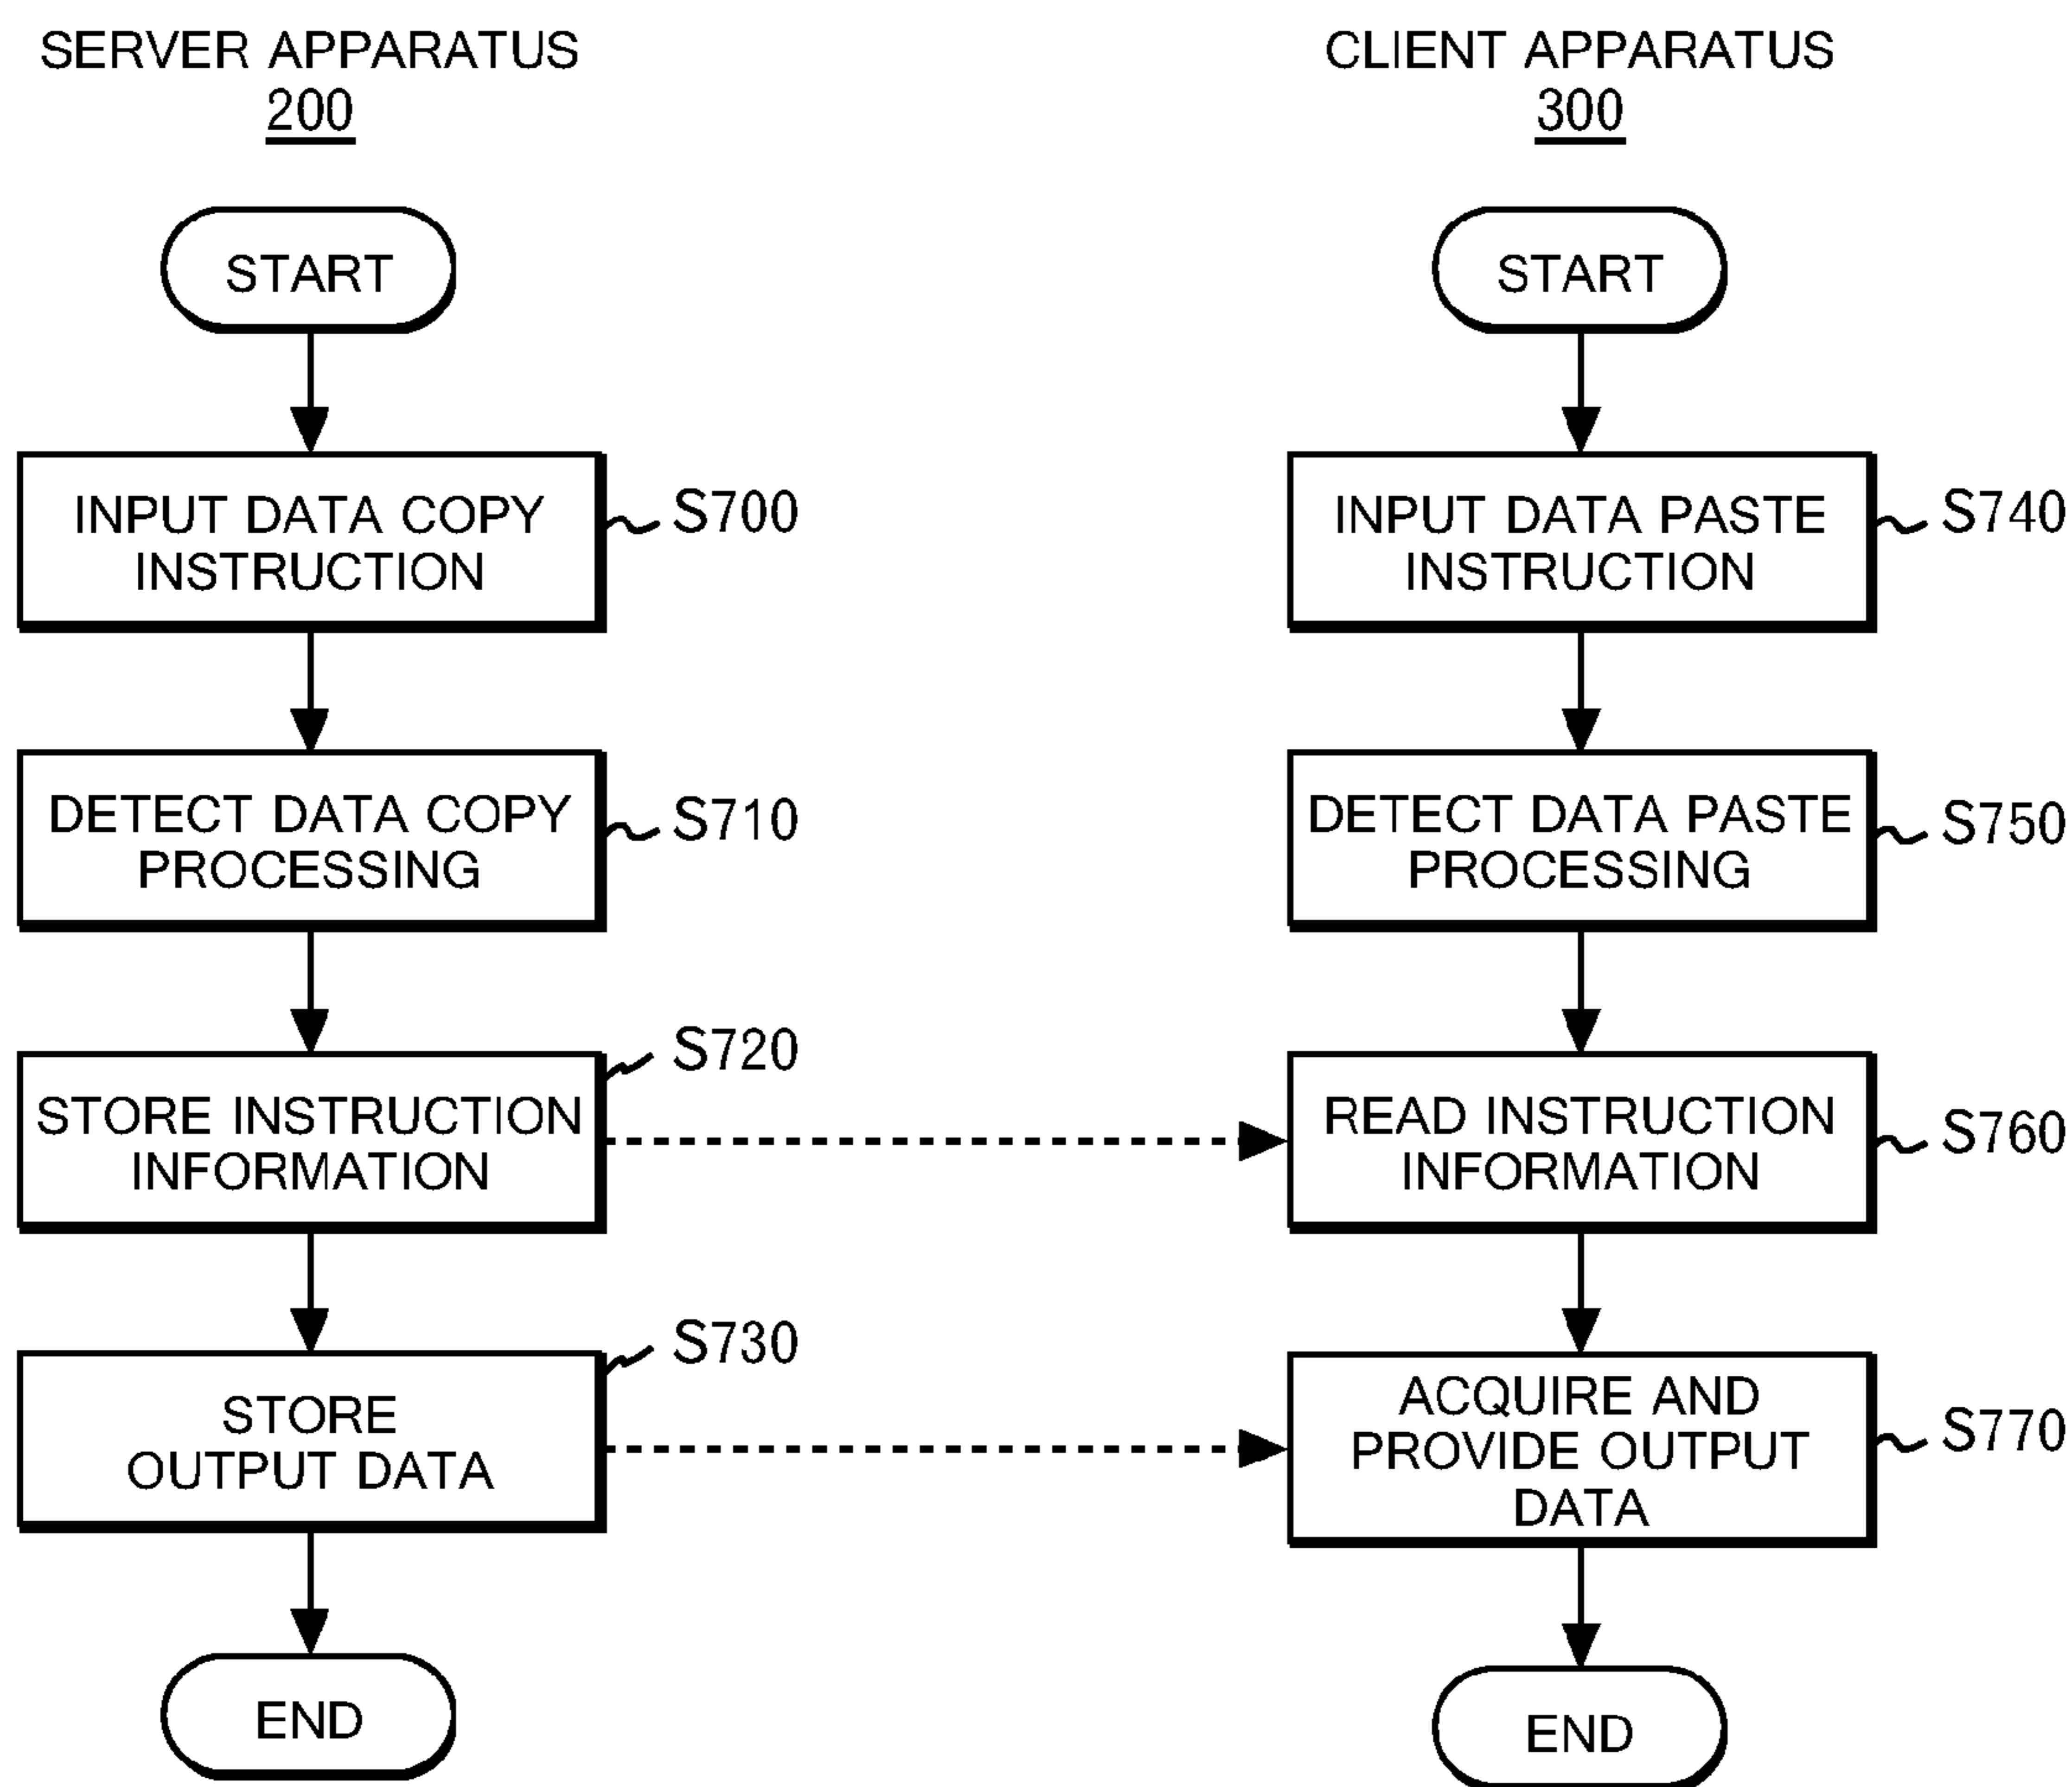 SERVER APPARATUS
200
START
INPUT DATA COPY
INSTRUCTION
S700
DETECT DATA COPY
PROCESSING
S710
STORE INSTRUCTION
INFORMATION
S720
STORE
OUTPUT DATA
S730
END
CLIENT APPARATUS
300
START
INPUT DATA PASTE
INSTRUCTION
S740
DETECT DATA PASTE
PROCESSING
S750
READ INSTRUCTION
INFORMATION
S760
ACQUIRE AND
PROVIDE OUTPUT
DATA
S770
END